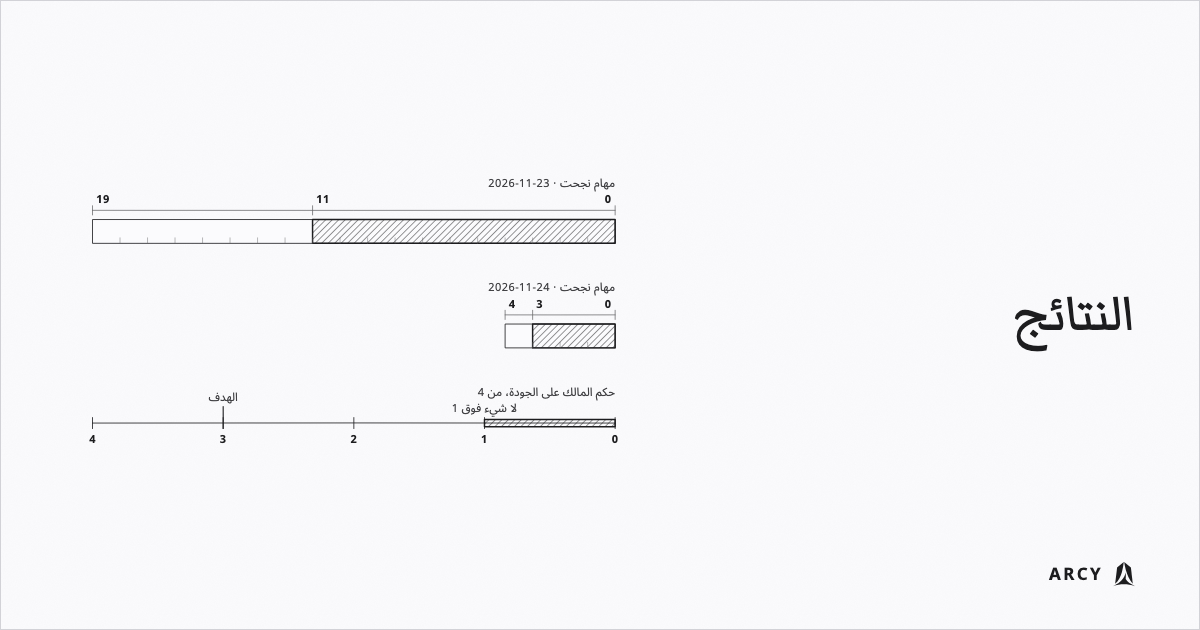 النتائج
مهام نجحت · 2026-11-23
0 11 19
مهام نجحت · 2026-11-24
0 3 4
حكم المالك على الجودة، من 4
لا شيء فوق 1
الهدف
0 1 2 3 4
ARCY